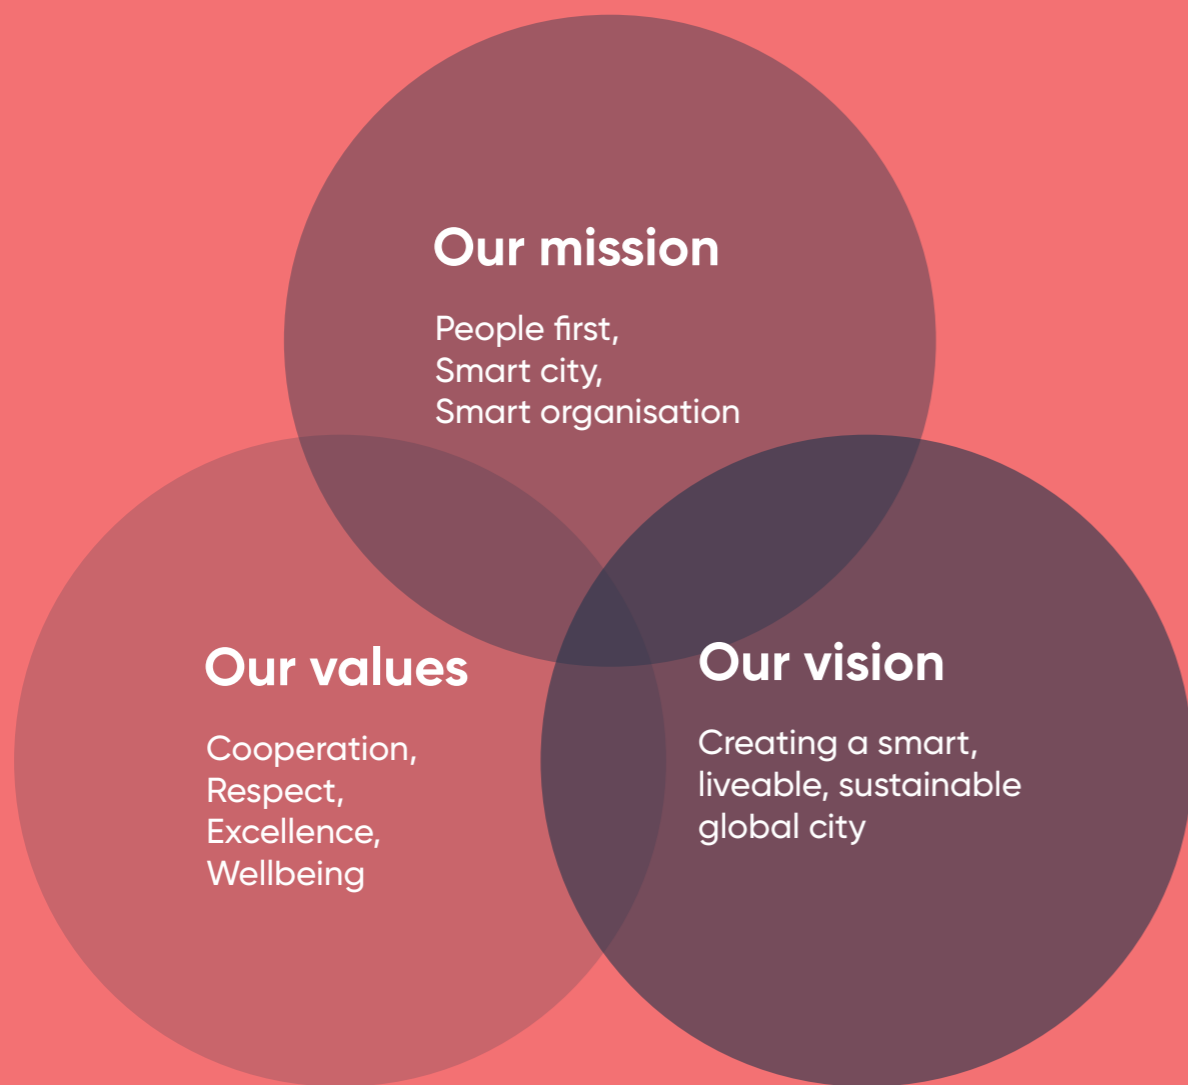 Our mission
People first,
Smart city,
Smart organisation
Our values
Cooperation,
Respect,
Excellence,
Wellbeing
Our vision
Creating a smart,
liveable, sustainable
global city